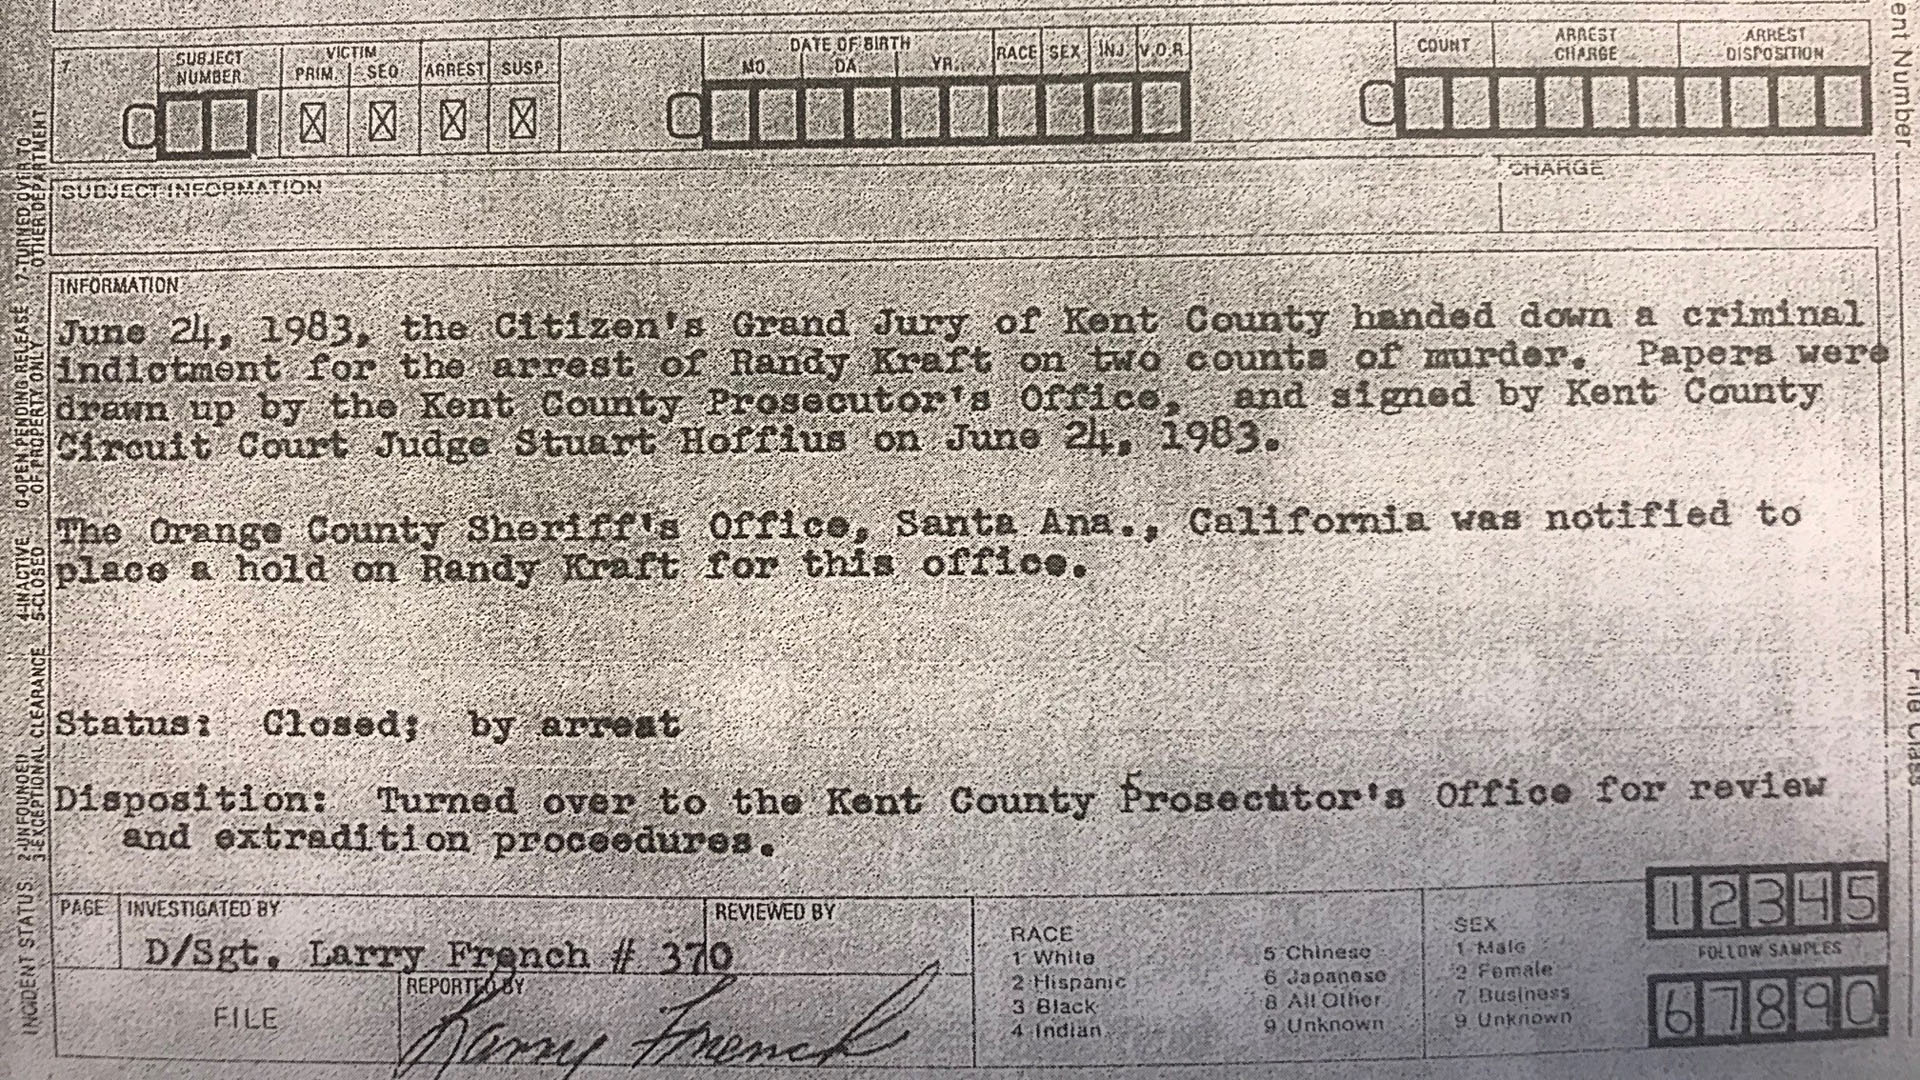 7.
SUBJECT NUMBER
VICTIM
PRIM. SEQ
ARREST
SUSP.
DATE OF BIRTH
MO. DA. YR.
RACE SEX INJ. V.O.R.
COUNT
ARREST CHARGE
ARREST DISPOSITION
SUBJECT INFORMATION
CHARGE
INFORMATION
June 24, 1983, the Citizen's Grand Jury of Kent County handed down a criminal
indictment for the arrest of Randy Kraft on two counts of murder. Papers were
drawn up by the Kent County Prosecutor's Office, and signed by Kent County
Circuit Court Judge Stuart Hoffius on June 24, 1983.
The Orange County Sheriff's Office, Santa Ana., California was notified to
place a hold on Randy Kraft for this office.
Status: Closed; by arrest
Disposition: Turned over to the Kent County Prosecutor's Office for review
and extradition proceedures.
PAGE
INVESTIGATED BY
D/Sgt. Larry French # 370
REVIEWED BY
FILE
REPORTED BY
Larry French
RACE
1 White
2 Hispanic
3 Black
4 Indian
5 Chinese
6 Japanese
8 All Other
9 Unknown
SEX
1 Male
2 Female
7 Business
9 Unknown
12345
FOLLOW SAMPLES
67890
INCIDENT STATUS: 2-UNFOUNDED 4-INACTIVE 0-OPEN PENDING RELEASE 7-TURNED OVER TO
3-EXCEPTIONAL CLEARANCE 5-CLOSED OF PROPERTY ONLY OTHER DEPARTMENT
ent Number
File Class